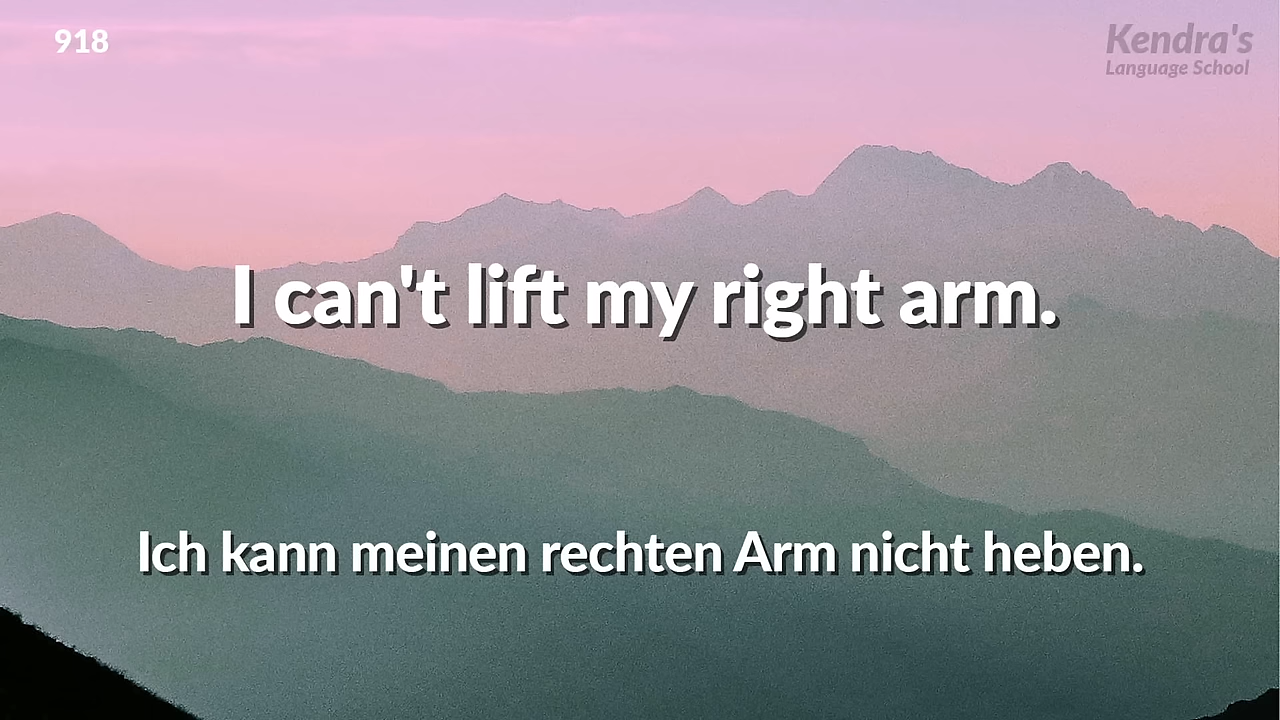 918
Kendra's
Language School
I can't lift my right arm.
Ich kann meinen rechten Arm nicht heben.